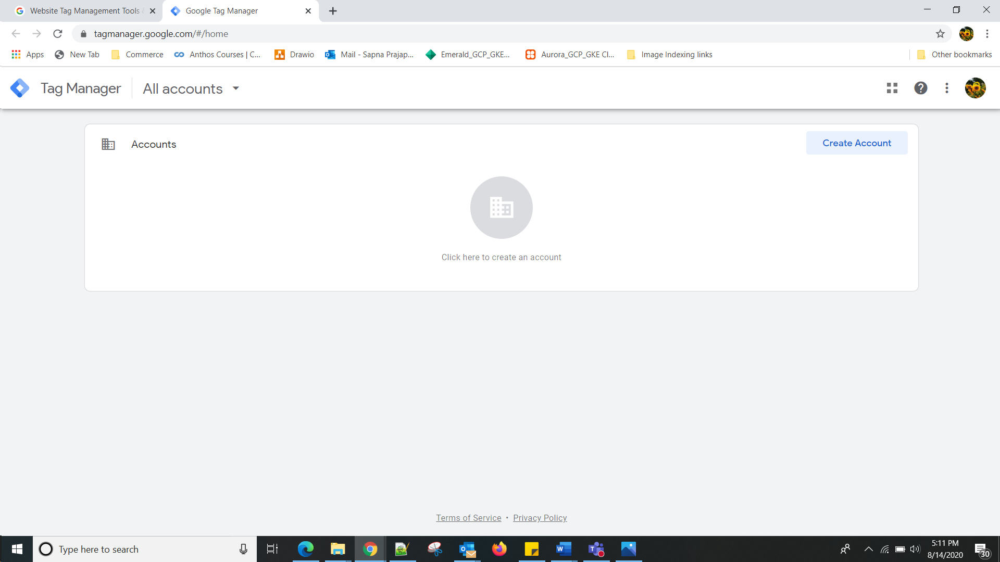 Website Tag Management Tools
Google Tag Manager
tagmanager.google.com/#/home
Apps
New Tab
Commerce
Anthos Courses | C...
Drawio
Mail - Sapna Prajap...
Emerald_GCP_GKE...
Aurora_GCP_GKE Cl...
Image Indexing links
Other bookmarks
Tag Manager
All accounts
Accounts
Create Account
Click here to create an account
Terms of Service • Privacy Policy
Type here to search
5:11 PM
8/14/2020
30